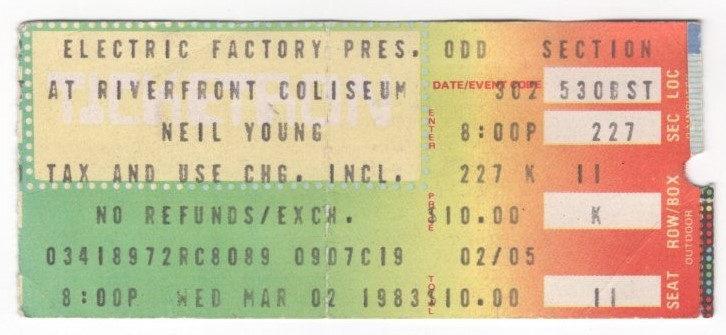 ELECTRIC FACTORY PRES. ODD SECTION
TICKETRON
AT RIVERFRONT COLISEUM DATE/EVENT CODE 302 530BST LOC
NEIL YOUNG ENTER 8:00P 227 SEC
TAX AND USE CHG. INCL. 227 K 11
NO REFUNDS/EXCH. PRICE $10.00 K ROW/BOX
OUTDOOR
03418972RC8089 0907C19 02/05
8:00P WED MAR 02 1983 TOTAL $10.00 11 SEAT